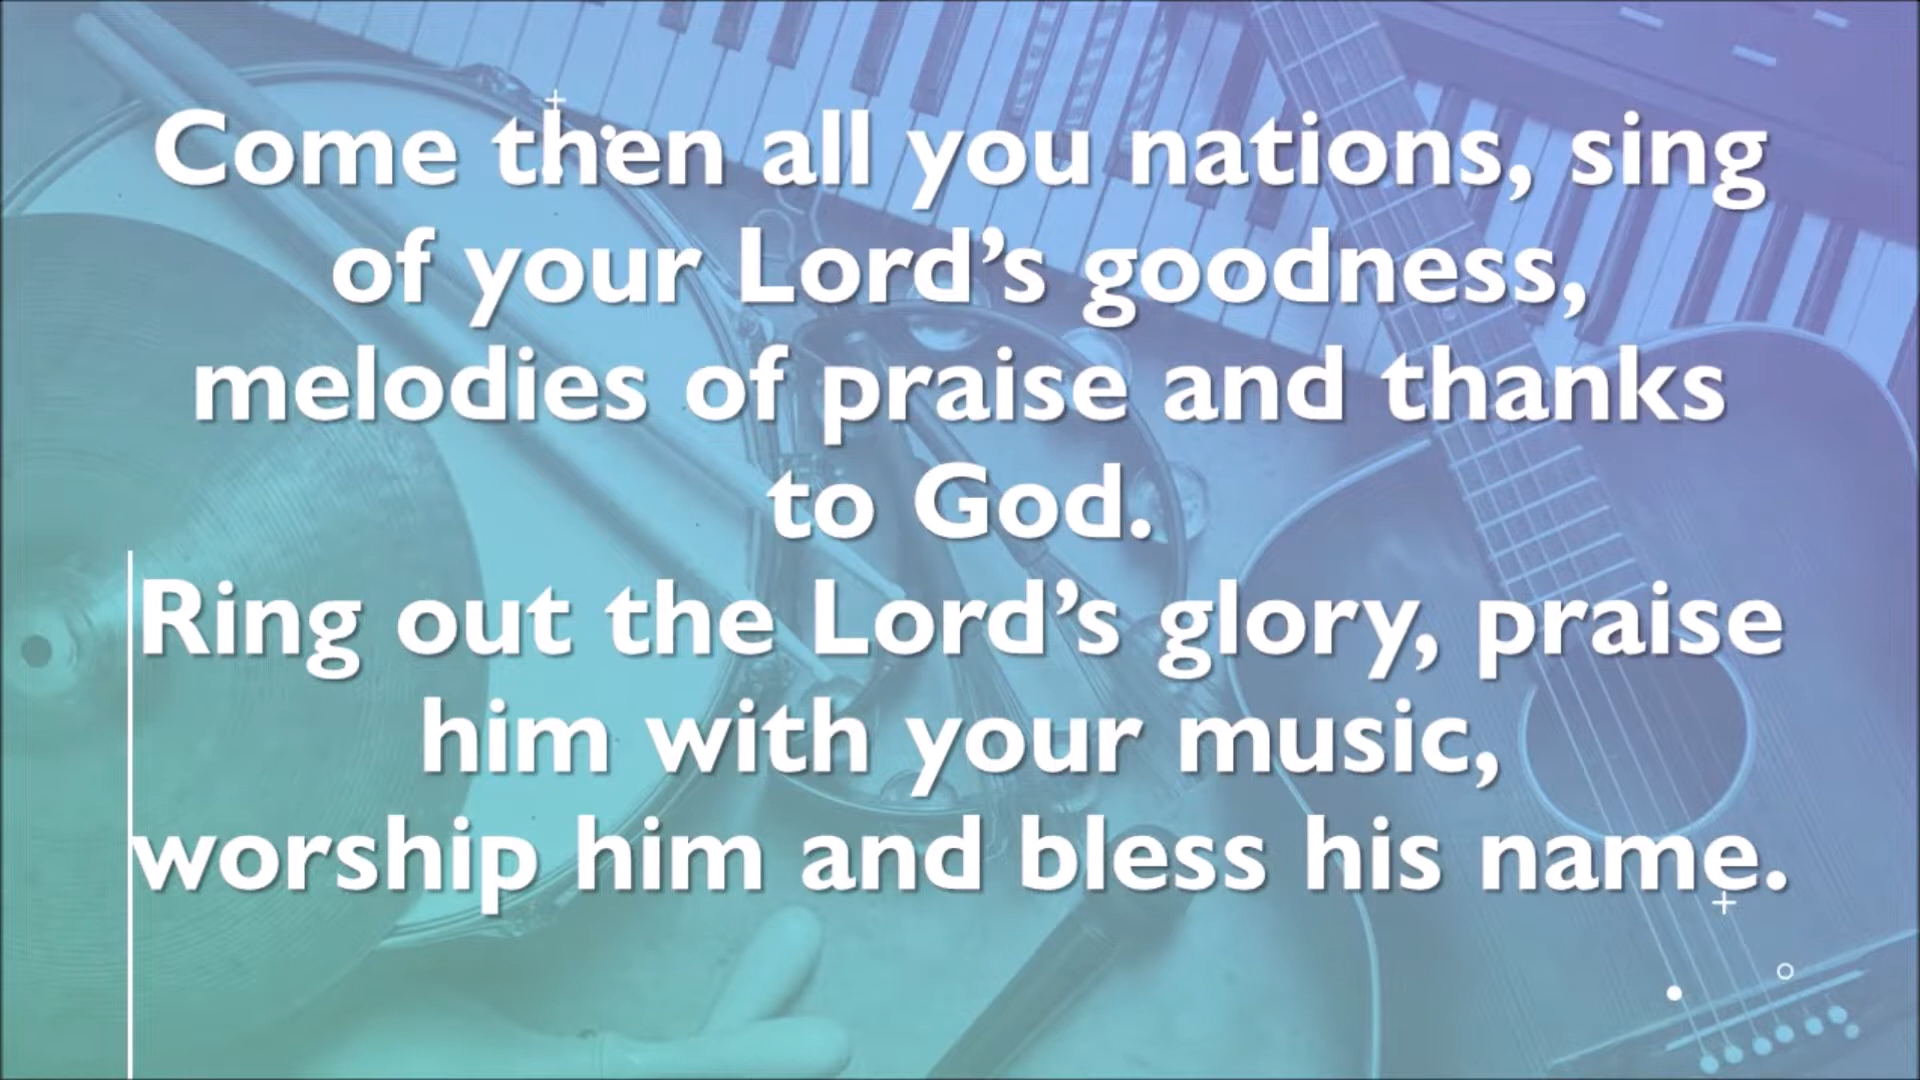 Come then all you nations, sing
of your Lord’s goodness,
melodies of praise and thanks
to God.
Ring out the Lord’s glory, praise
him with your music,
worship him and bless his name.